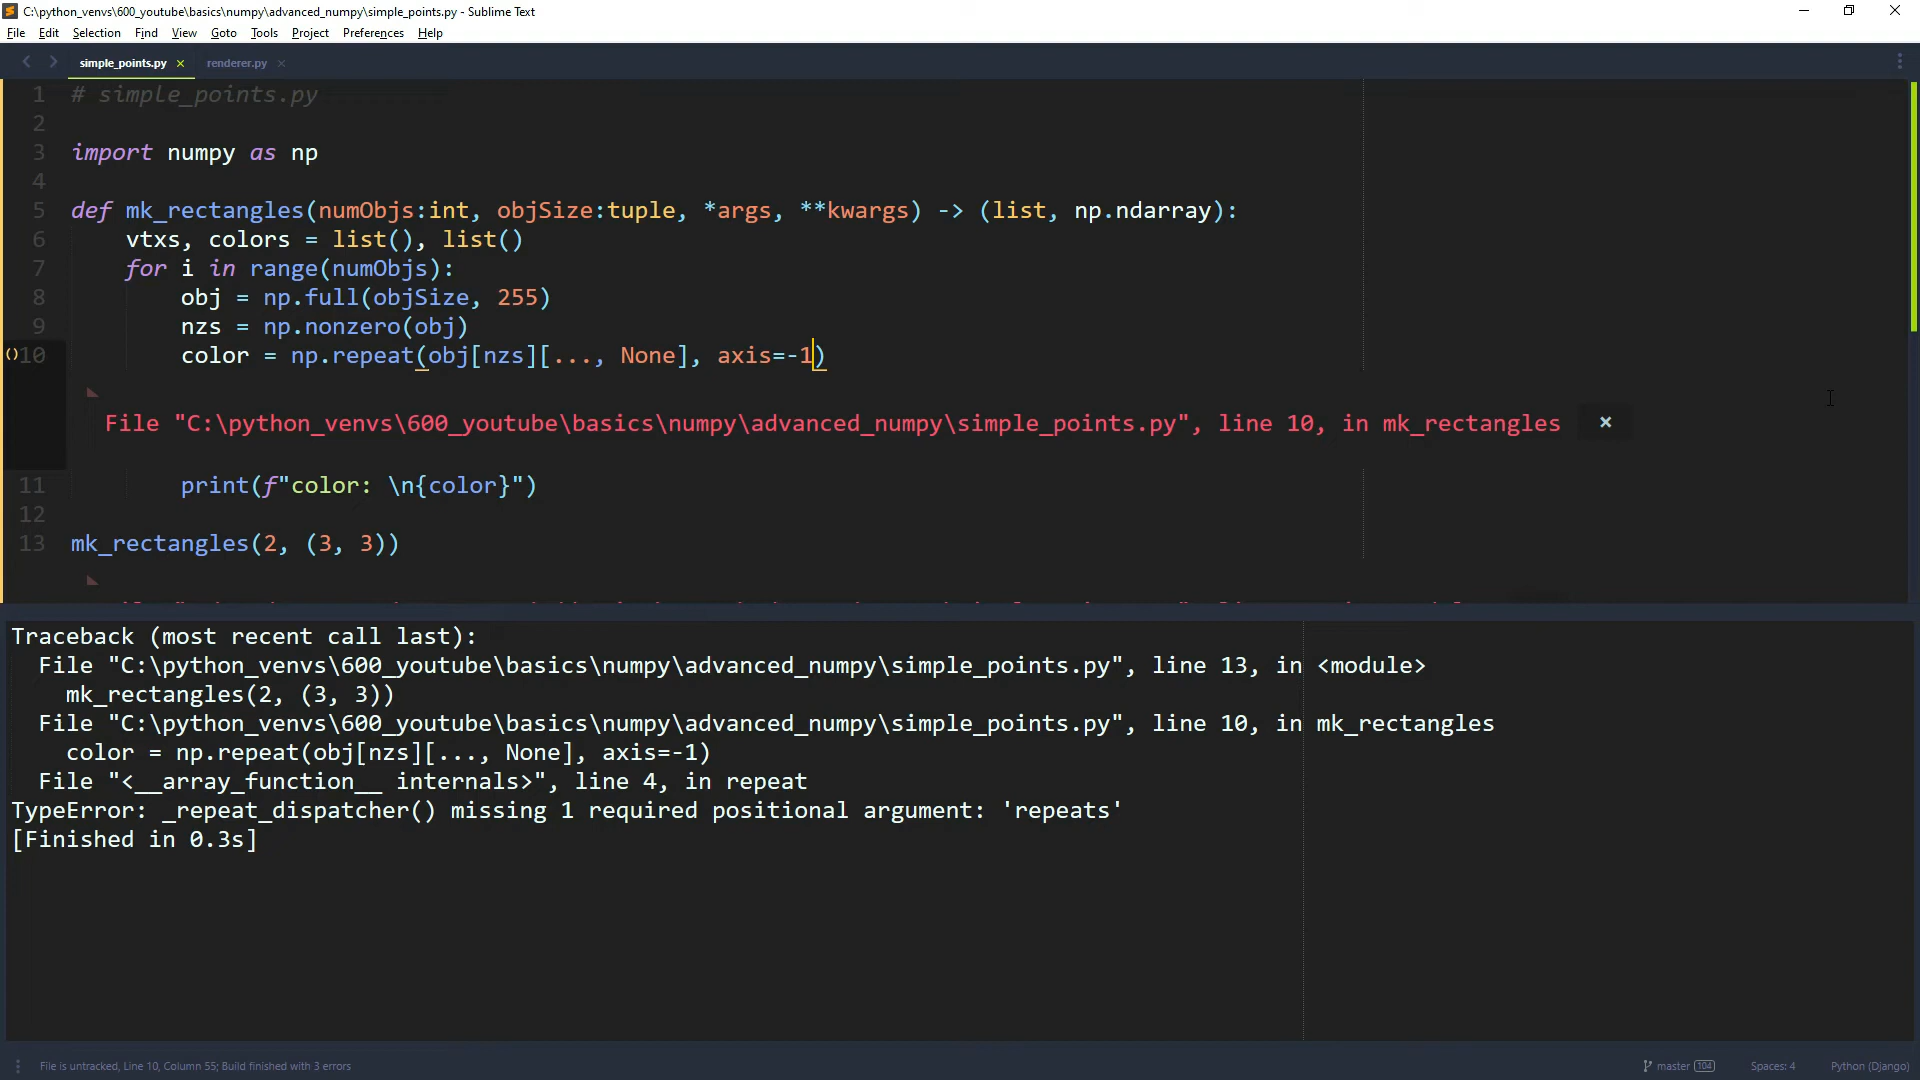 C:\python_venvs\600_youtube\basics\numpy\advanced_numpy\simple_points.py - Sublime Text
File Edit Selection Find View Goto Tools Project Preferences Help
simple_points.py × renderer.py ×
1 # simple_points.py
2
3 import numpy as np
4
5 def mk_rectangles(numObjs:int, objSize:tuple, *args, **kwargs) -> (list, np.ndarray):
6 vtxs, colors = list(), list()
7 for i in range(numObjs):
8 obj = np.full(objSize, 255)
9 nzs = np.nonzero(obj)
10 color = np.repeat(obj[nzs][..., None], axis=-1)
File "C:\python_venvs\600_youtube\basics\numpy\advanced_numpy\simple_points.py", line 10, in mk_rectangles ×
11 print(f"color: \n{color}")
12
13 mk_rectangles(2, (3, 3))
Traceback (most recent call last):
File "C:\python_venvs\600_youtube\basics\numpy\advanced_numpy\simple_points.py", line 13, in <module>
mk_rectangles(2, (3, 3))
File "C:\python_venvs\600_youtube\basics\numpy\advanced_numpy\simple_points.py", line 10, in mk_rectangles
color = np.repeat(obj[nzs][..., None], axis=-1)
File "<__array_function__ internals>", line 4, in repeat
TypeError: _repeat_dispatcher() missing 1 required positional argument: 'repeats'
[Finished in 0.3s]
File is untracked, Line 10, Column 55; Build finished with 3 errors master 104 Spaces: 4 Python (Django)